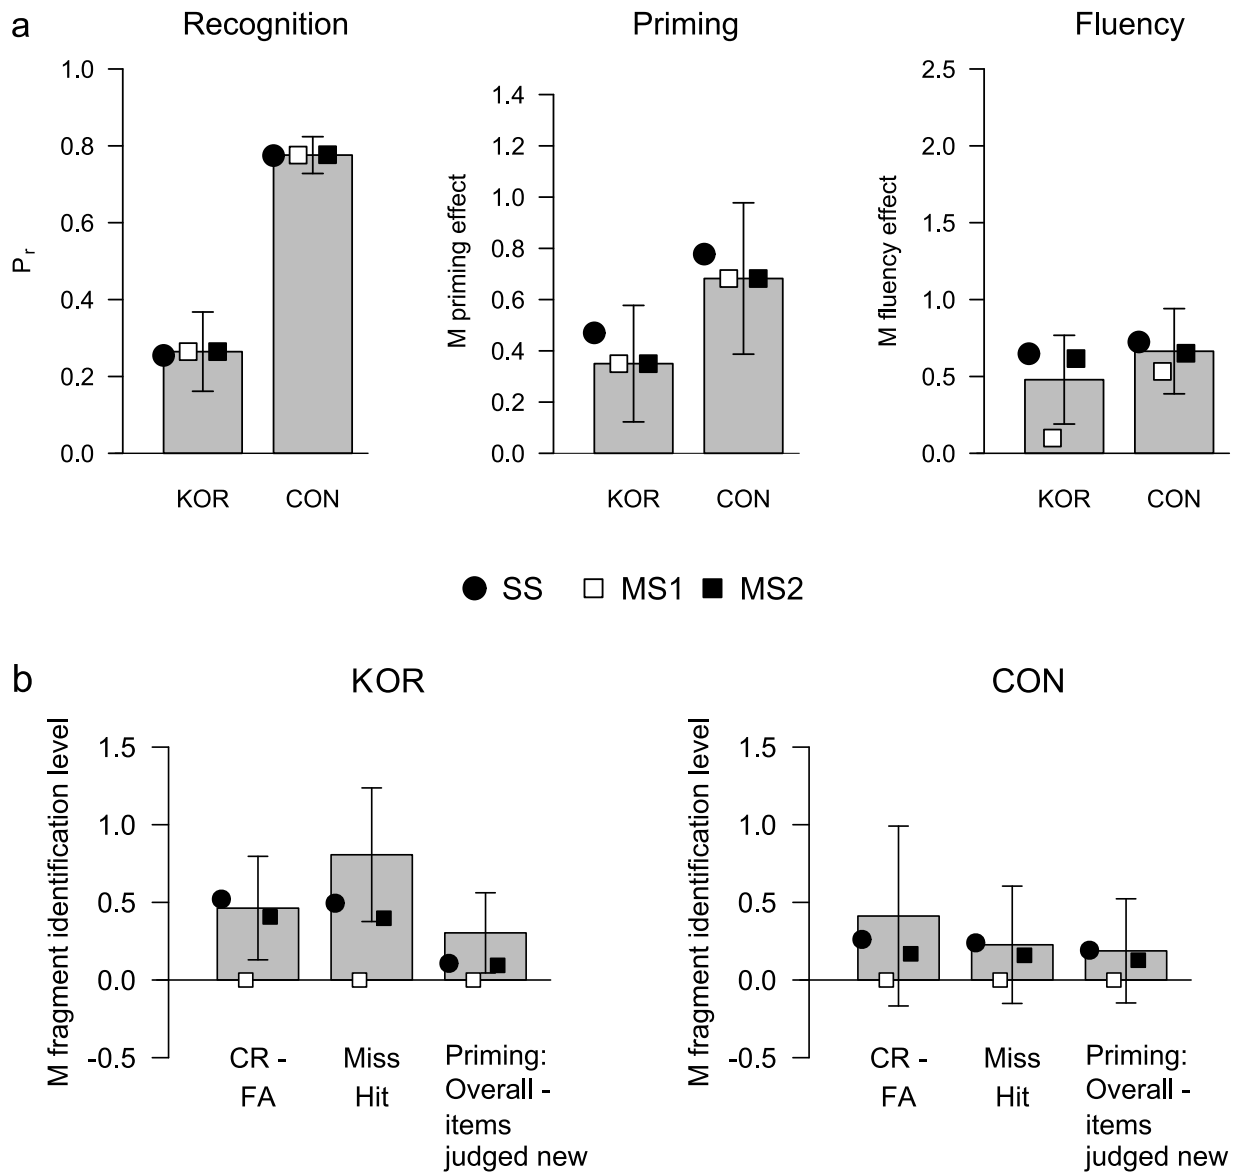 a
Recognition
Priming
Fluency
P_r
1.0
0.8
0.6
0.4
0.2
0.0
KOR CON
M priming effect
1.4
1.2
1.0
0.8
0.6
0.4
0.2
0.0
KOR CON
M fluency effect
2.5
2.0
1.5
1.0
0.5
0.0
KOR CON
SS MS1 MS2
b
KOR
M fragment identification level
1.5
1.0
0.5
0.0
-0.5
CR -
FA
Miss
Hit
Priming:
Overall -
items
judged new
CON
M fragment identification level
1.5
1.0
0.5
0.0
-0.5
CR -
FA
Miss
Hit
Priming:
Overall -
items
judged new